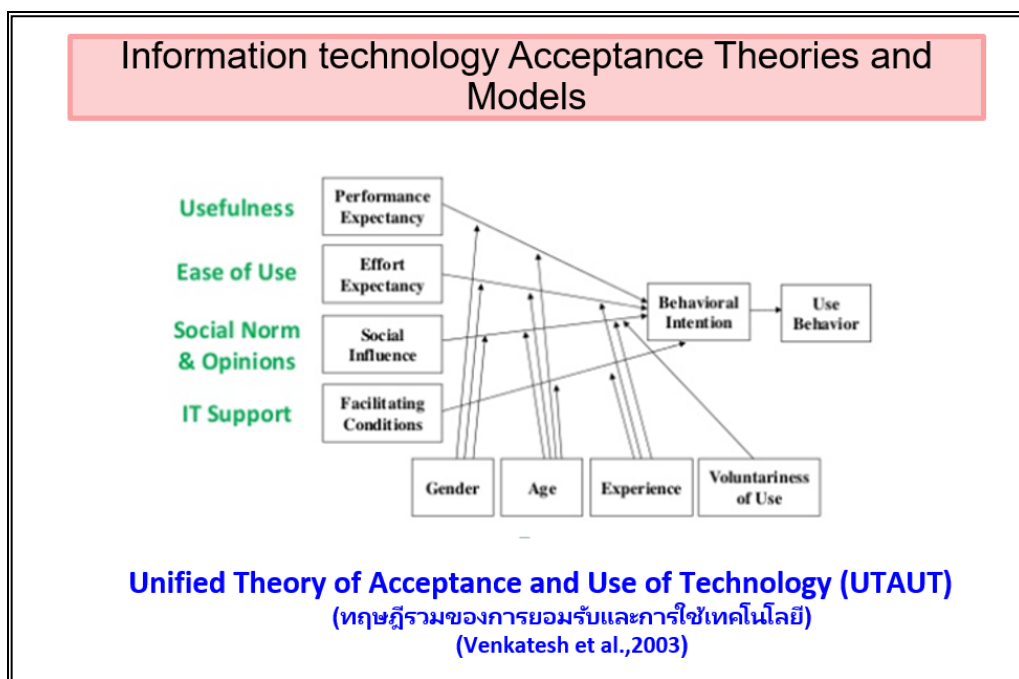 Information technology Acceptance Theories and
Models
Usefulness
Performance
Expectancy
Ease of Use
Effort
Expectancy
Social Norm
& Opinions
Social
Influence
IT Support
Facilitating
Conditions
Behavioral
Intention
Use
Behavior
Gender
Age
Experience
Voluntariness
of Use
Unified Theory of Acceptance and Use of Technology (UTAUT)
(ทฤษฎีรวมของการยอมรับและการใช้เทคโนโลยี)
(Venkatesh et al.,2003)